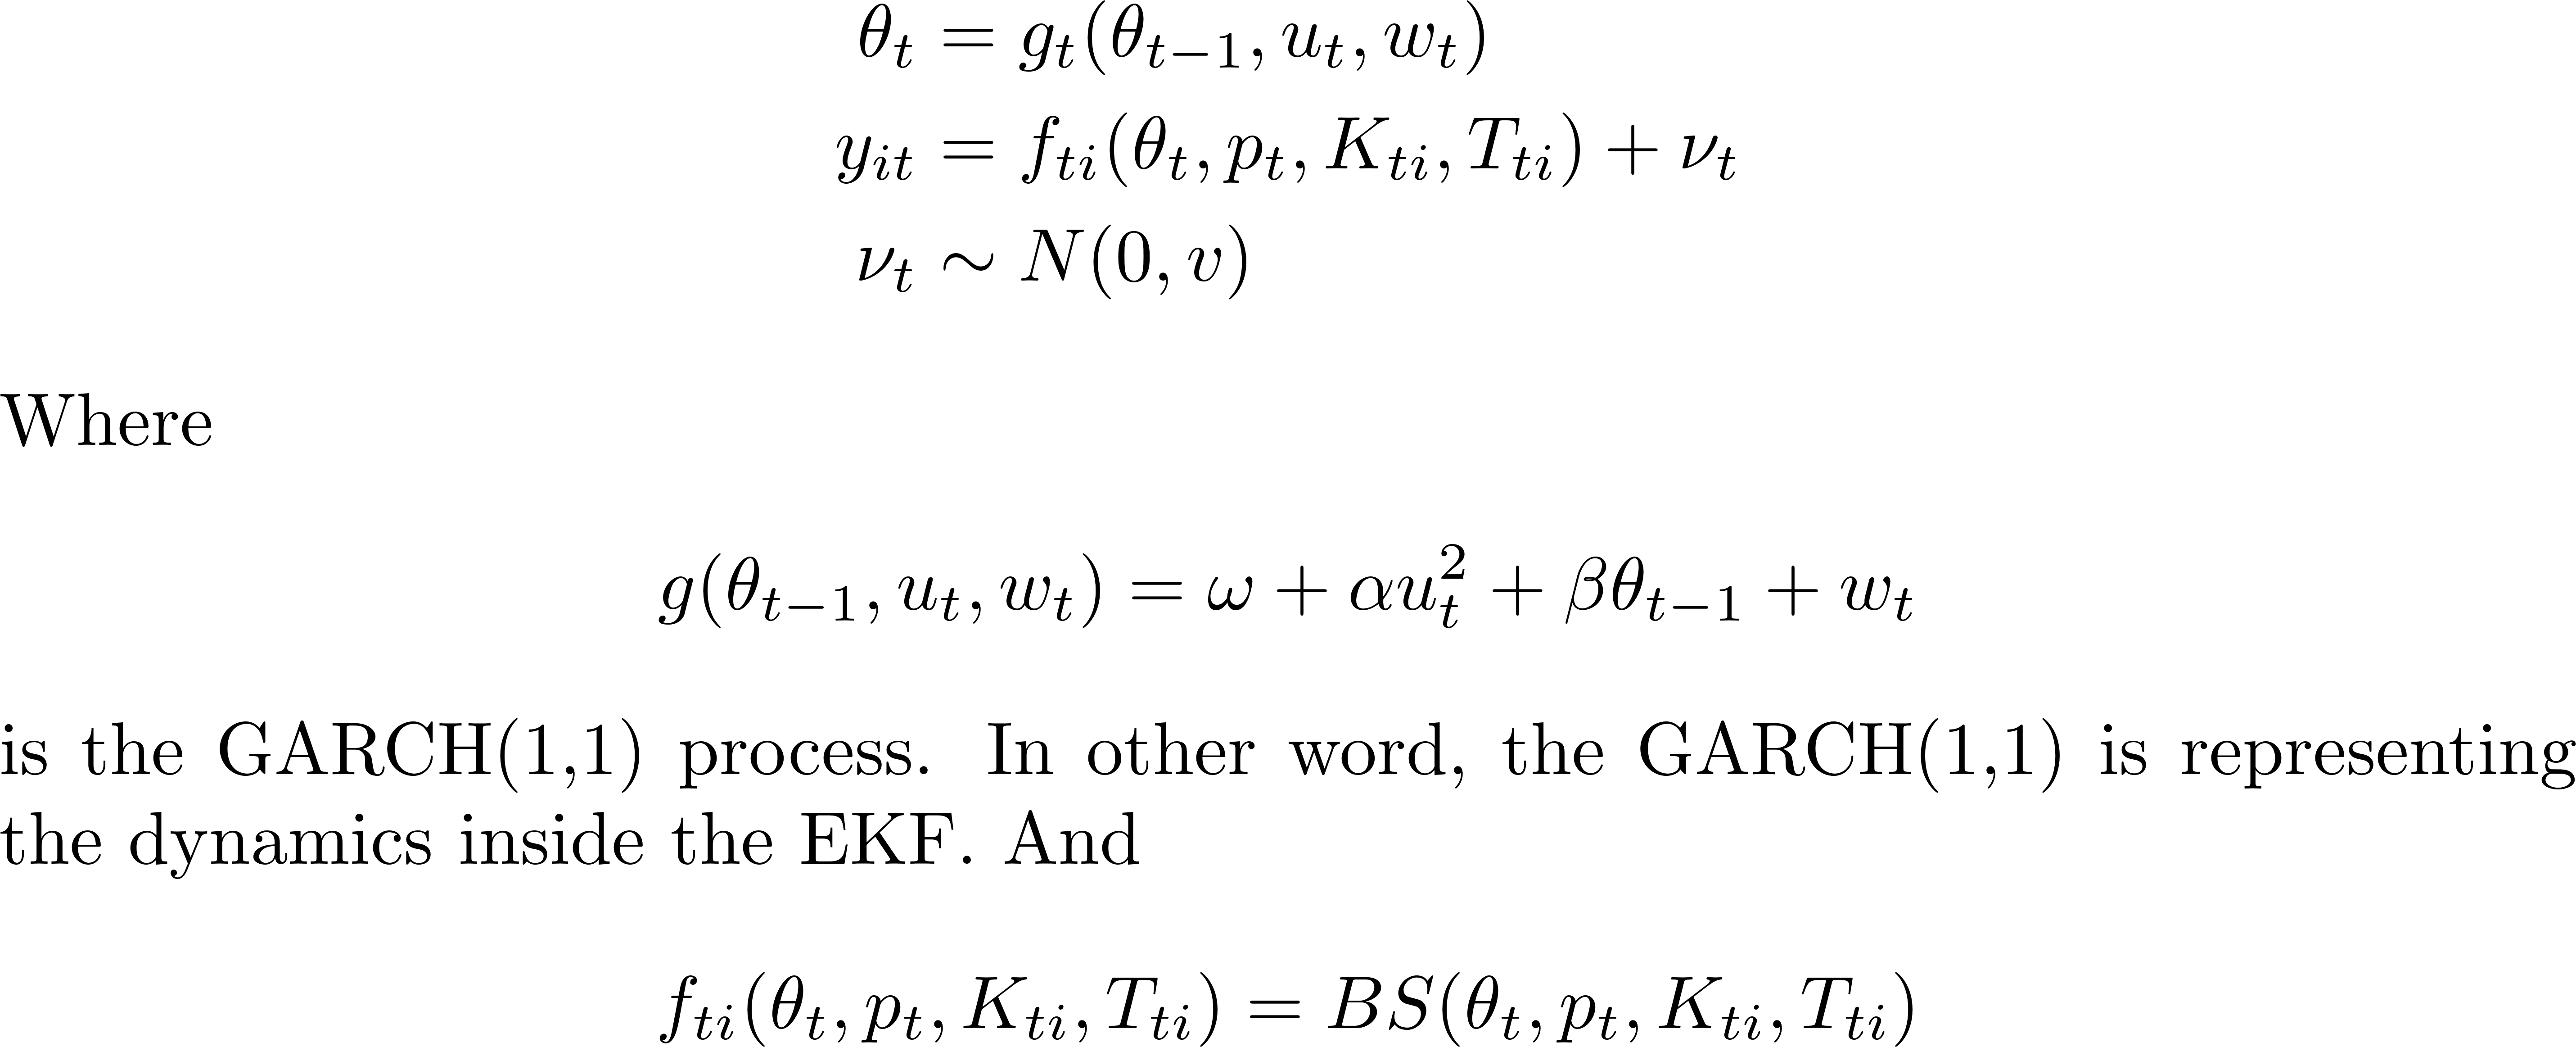 θ_t = g_t(θ_{t−1}, u_t, w_t)
y_{it} = f_{ti}(θ_t, p_t, K_{ti}, T_{ti}) + ν_t
ν_t ∼ N(0, v)
Where
g(θ_{t−1}, u_t, w_t) = ω + αu_t^2 + βθ_{t−1} + w_t
is the GARCH(1,1) process. In other word, the GARCH(1,1) is representing
the dynamics inside the EKF. And
f_{ti}(θ_t, p_t, K_{ti}, T_{ti}) = BS(θ_t, p_t, K_{ti}, T_{ti})